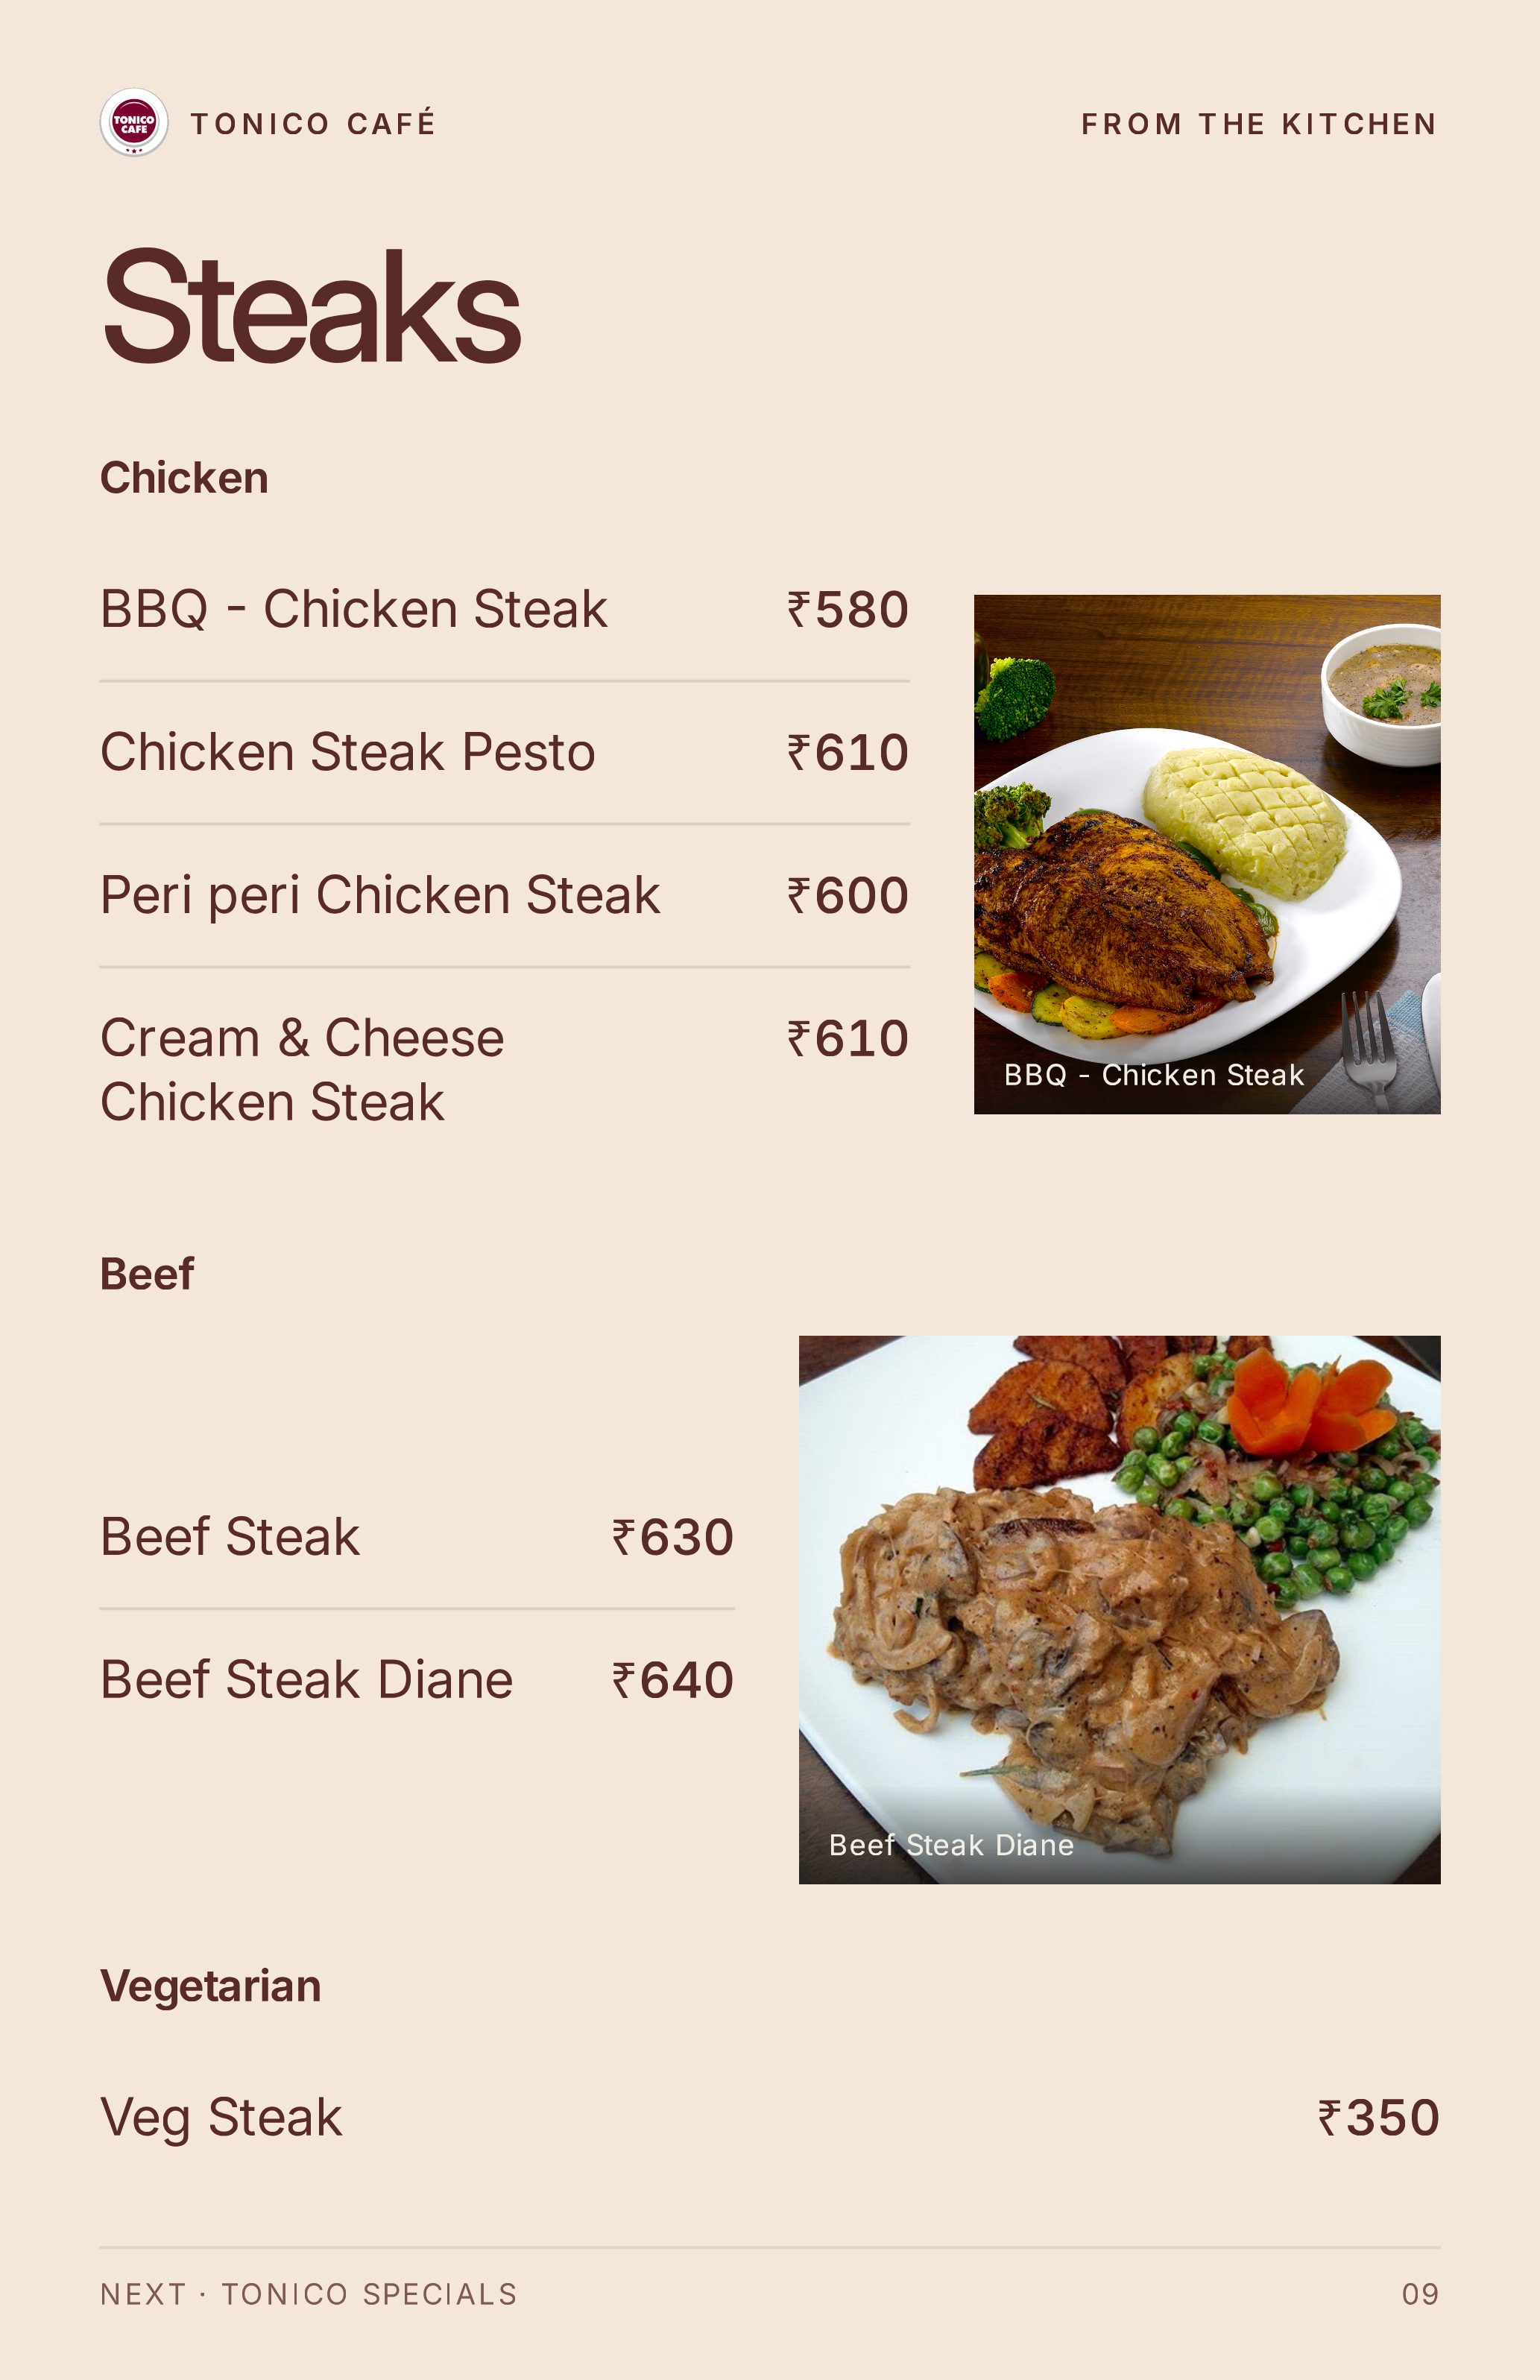 TONICO CAFE
TONICO CAFÉ
FROM THE KITCHEN
Steaks
Chicken
BBQ - Chicken Steak ₹580
Chicken Steak Pesto ₹610
Peri peri Chicken Steak ₹600
Cream & Cheese ₹610
Chicken Steak
BBQ - Chicken Steak
Beef
Beef Steak ₹630
Beef Steak Diane ₹640
Beef Steak Diane
Vegetarian
Veg Steak ₹350
NEXT · TONICO SPECIALS
09